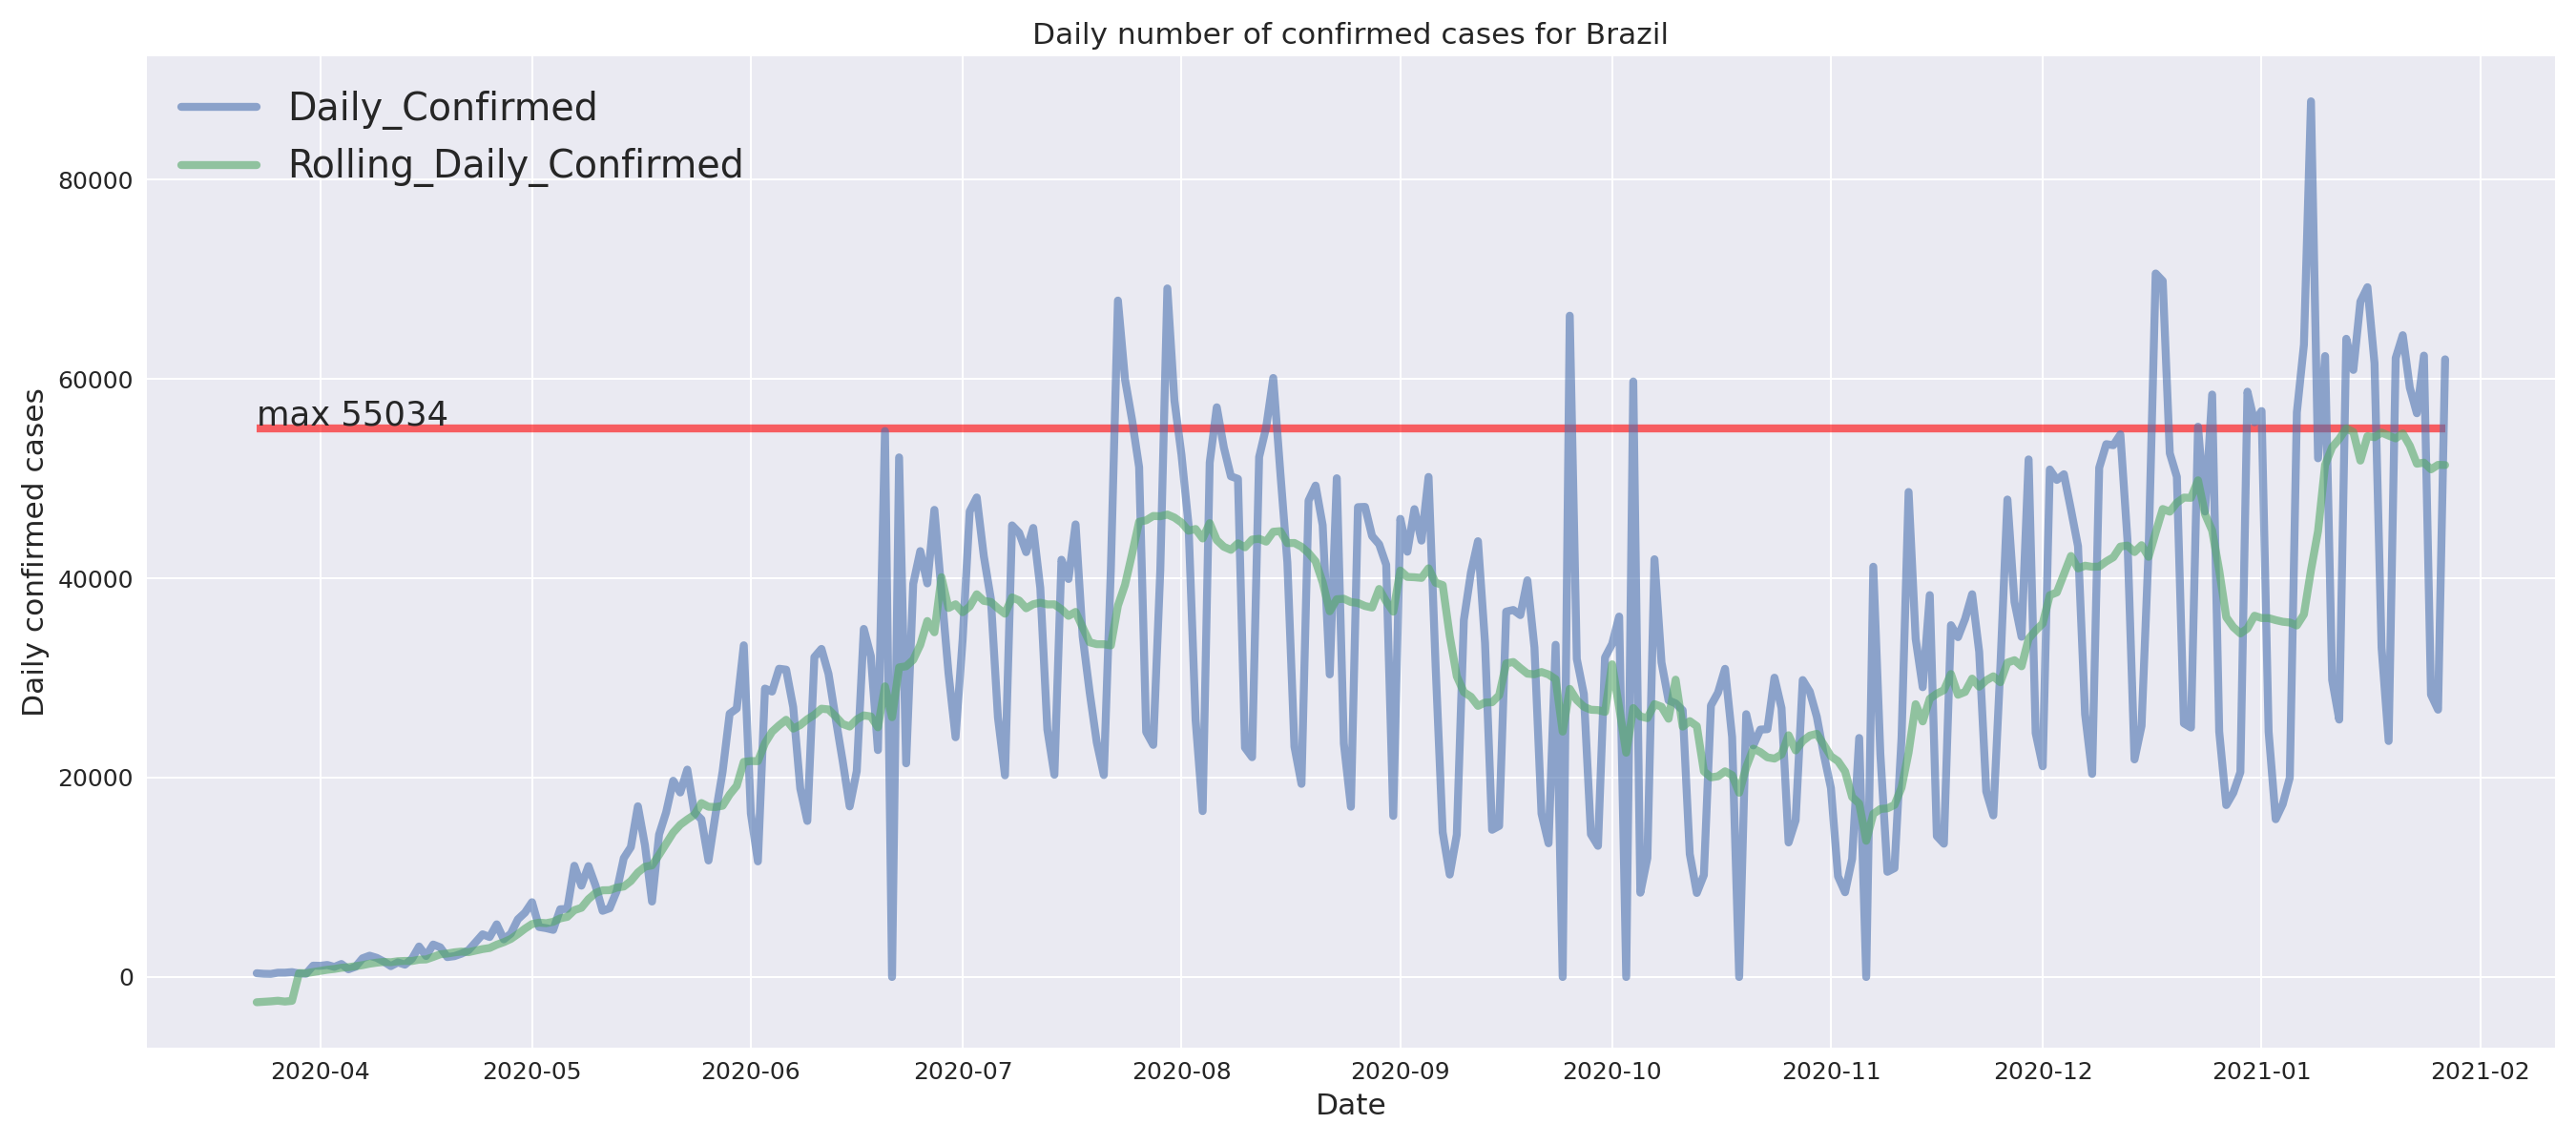 Daily number of confirmed cases for Brazil
Daily_Confirmed
Rolling_Daily_Confirmed
80000
60000
max 55034
40000
20000
0
Daily confirmed cases
2020-04 2020-05 2020-06 2020-07 2020-08 2020-09 2020-10 2020-11 2020-12 2021-01 2021-02
Date